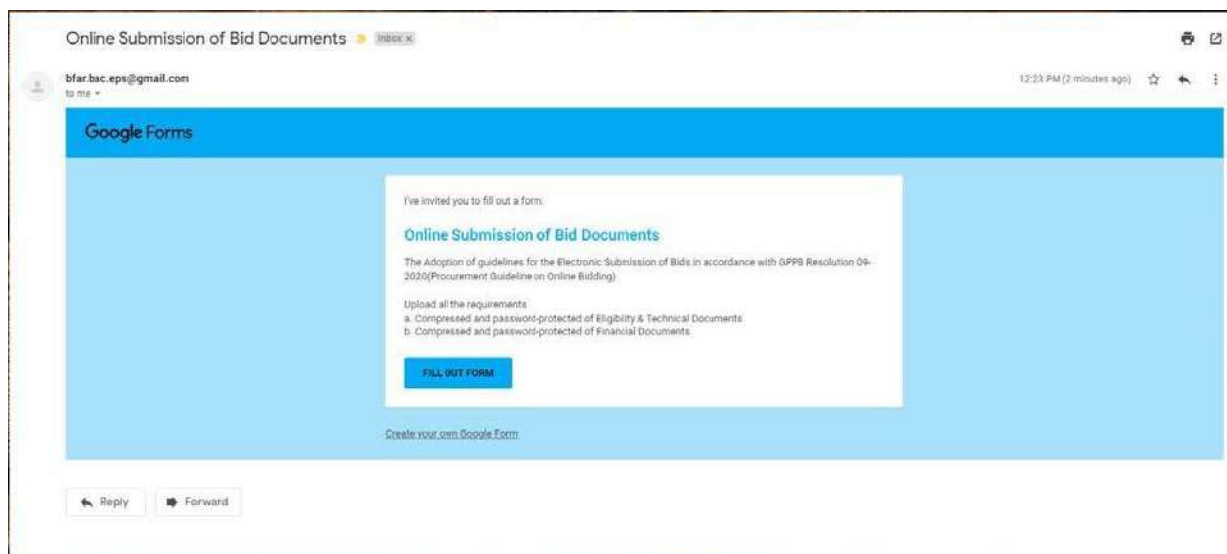 Online Submission of Bid Documents
Inbox x
bfar.bac.eps@gmail.com
12:23 PM (2 minutes ago)
to me
Google Forms
I've invited you to fill out a form:
Online Submission of Bid Documents
The Adoption of guidelines for the Electronic Submission of Bids in accordance with GPPB Resolution 09-
2020(Procurement Guideline on Online Bidding)
Upload all the requirements
a. Compressed and password-protected of Eligibility & Technical Documents
b. Compressed and password-protected of Financial Documents
FILL OUT FORM
Create your own Google Form
Reply
Forward